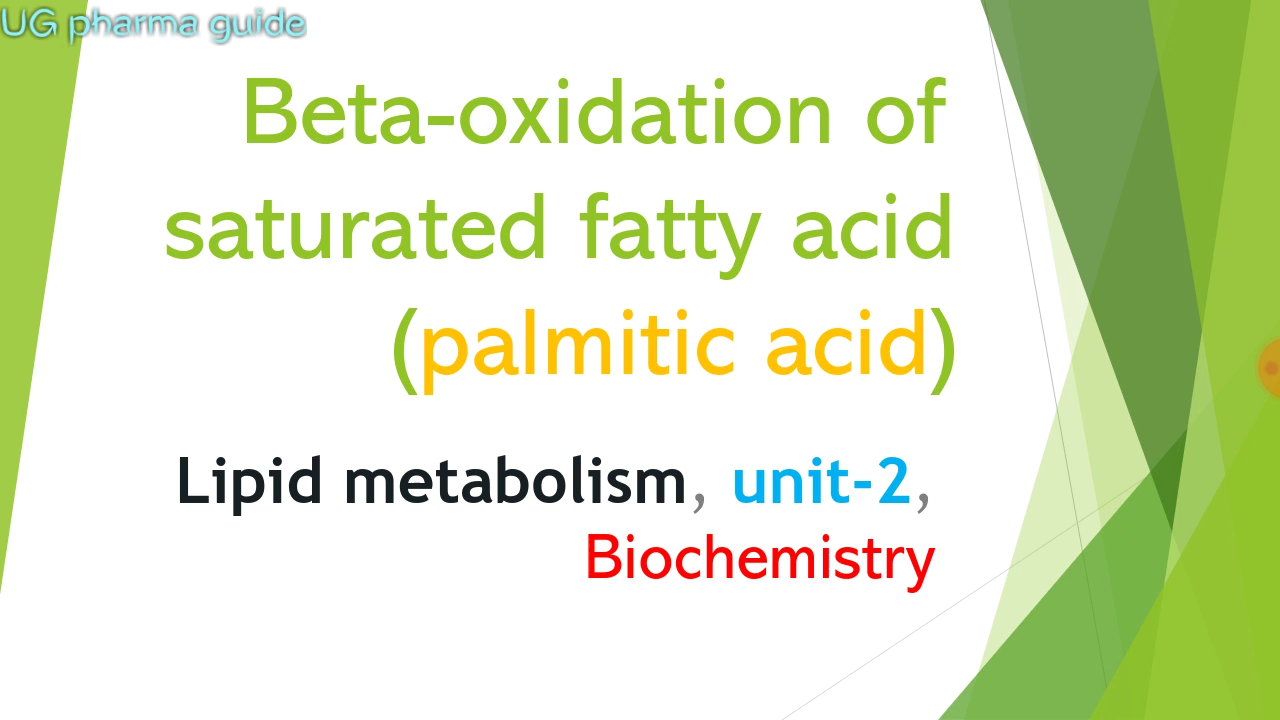 UG pharma guide
Beta-oxidation of
saturated fatty acid
(palmitic acid)
Lipid metabolism, unit-2,
Biochemistry